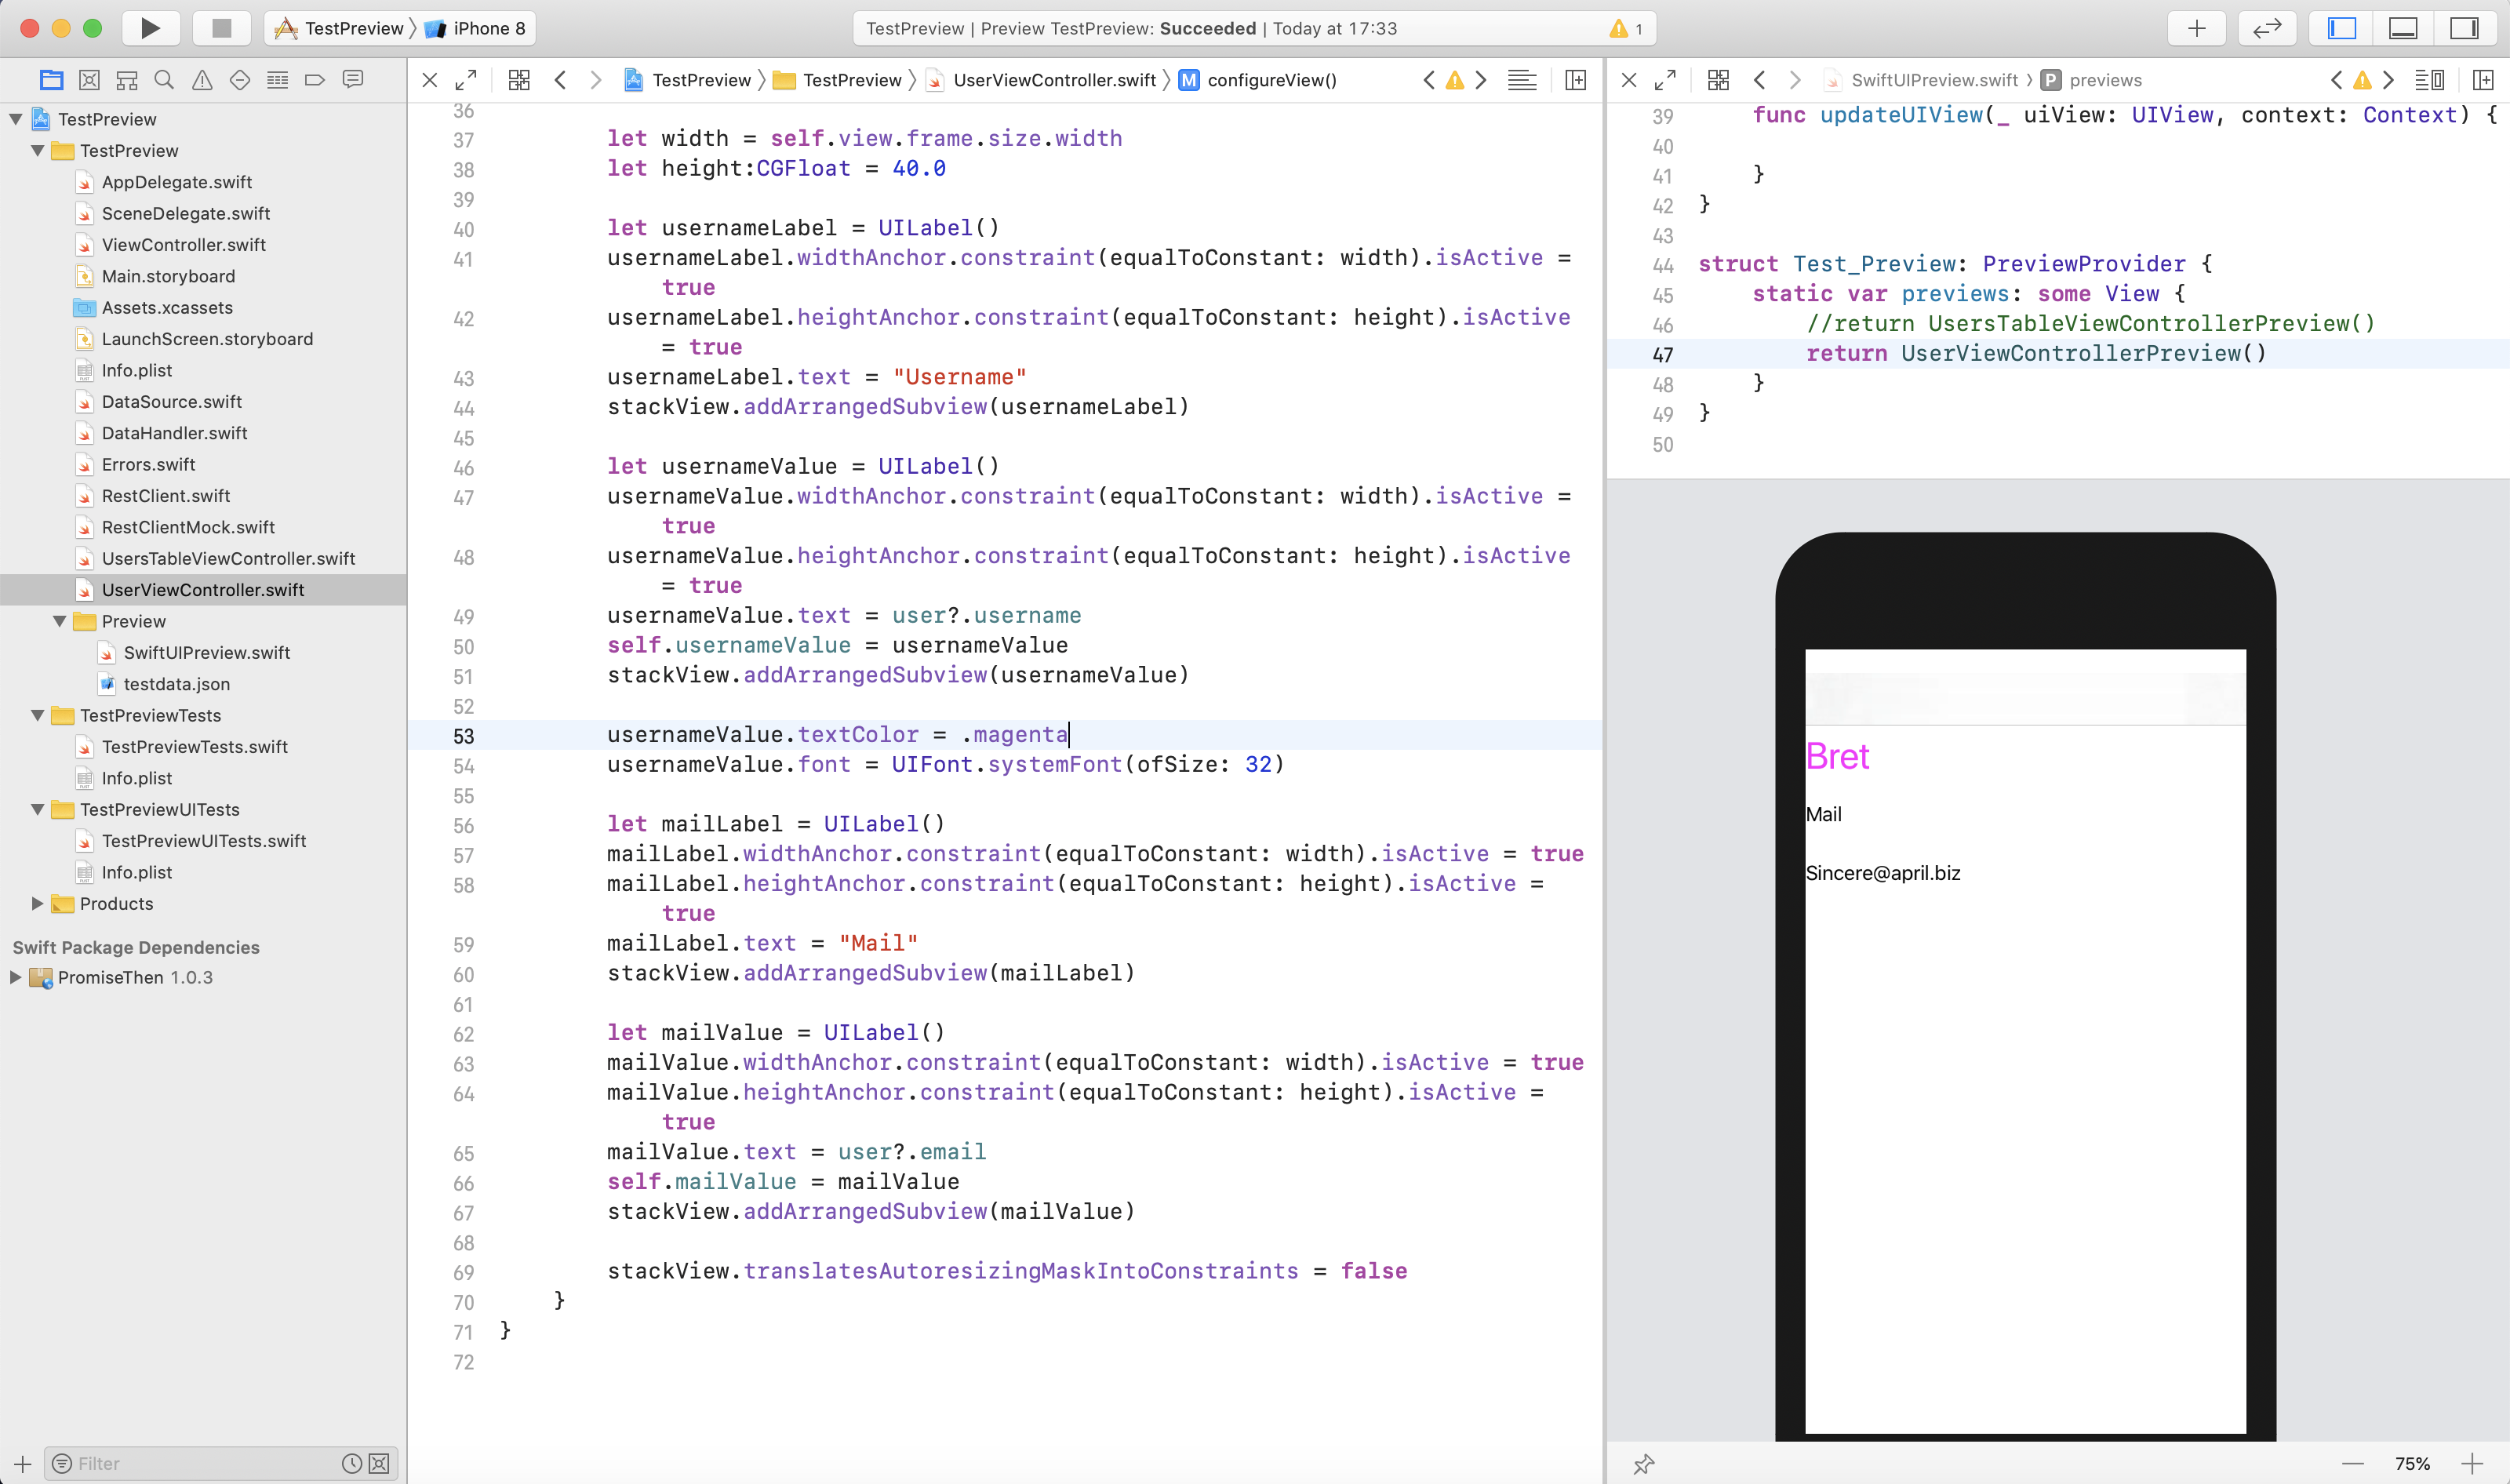 TestPreview iPhone 8
TestPreview | Preview TestPreview: Succeeded | Today at 17:33
1
TestPreview
TestPreview
AppDelegate.swift
SceneDelegate.swift
ViewController.swift
Main.storyboard
Assets.xcassets
LaunchScreen.storyboard
Info.plist
DataSource.swift
DataHandler.swift
Errors.swift
RestClient.swift
RestClientMock.swift
UsersTableViewController.swift
UserViewController.swift
Preview
SwiftUIPreview.swift
testdata.json
TestPreviewTests
TestPreviewTests.swift
Info.plist
TestPreviewUITests
TestPreviewUITests.swift
Info.plist
Products
Swift Package Dependencies
PromiseThen 1.0.3
Filter
TestPreview TestPreview UserViewController.swift M configureView()
36
37 let width = self.view.frame.size.width
38 let height:CGFloat = 40.0
39
40 let usernameLabel = UILabel()
41 usernameLabel.widthAnchor.constraint(equalToConstant: width).isActive =
true
42 usernameLabel.heightAnchor.constraint(equalToConstant: height).isActive
= true
43 usernameLabel.text = "Username"
44 stackView.addArrangedSubview(usernameLabel)
45
46 let usernameValue = UILabel()
47 usernameValue.widthAnchor.constraint(equalToConstant: width).isActive =
true
48 usernameValue.heightAnchor.constraint(equalToConstant: height).isActive
= true
49 usernameValue.text = user?.username
50 self.usernameValue = usernameValue
51 stackView.addArrangedSubview(usernameValue)
52
53 usernameValue.textColor = .magenta
54 usernameValue.font = UIFont.systemFont(ofSize: 32)
55
56 let mailLabel = UILabel()
57 mailLabel.widthAnchor.constraint(equalToConstant: width).isActive = true
58 mailLabel.heightAnchor.constraint(equalToConstant: height).isActive =
true
59 mailLabel.text = "Mail"
60 stackView.addArrangedSubview(mailLabel)
61
62 let mailValue = UILabel()
63 mailValue.widthAnchor.constraint(equalToConstant: width).isActive = true
64 mailValue.heightAnchor.constraint(equalToConstant: height).isActive =
true
65 mailValue.text = user?.email
66 self.mailValue = mailValue
67 stackView.addArrangedSubview(mailValue)
68
69 stackView.translatesAutoresizingMaskIntoConstraints = false
70 }
71 }
72
SwiftUIPreview.swift P previews
39 func updateUIView(_ uiView: UIView, context: Context) {
40
41 }
42 }
43
44 struct Test_Preview: PreviewProvider {
45 static var previews: some View {
46 //return UsersTableViewControllerPreview()
47 return UserViewControllerPreview()
48 }
49 }
50
Bret
Mail
Sincere@april.biz
75%